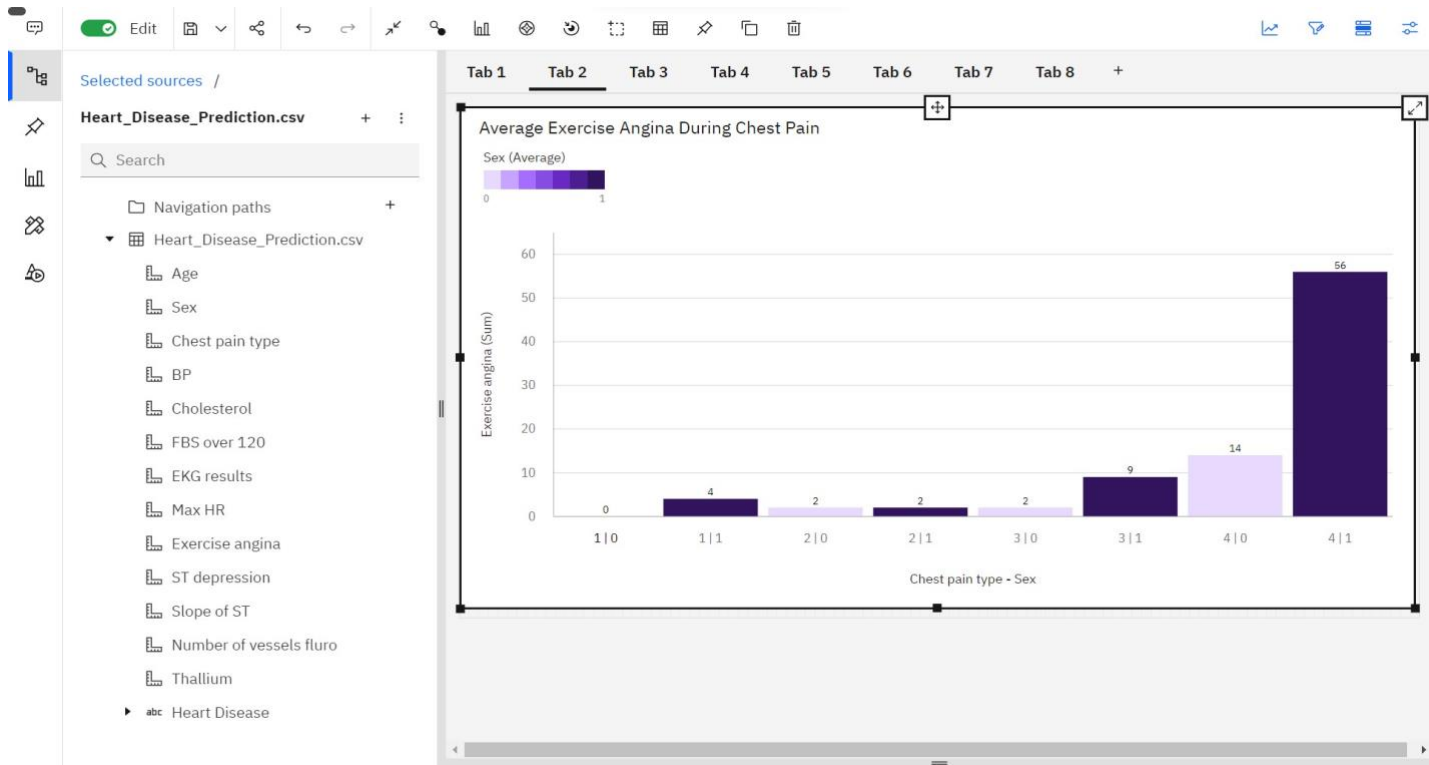 Edit
Tab 1 Tab 2 Tab 3 Tab 4 Tab 5 Tab 6 Tab 7 Tab 8 +
Selected sources /
Heart_Disease_Prediction.csv +
Search
Navigation paths +
Heart_Disease_Prediction.csv
Age
Sex
Chest pain type
BP
Cholesterol
FBS over 120
EKG results
Max HR
Exercise angina
ST depression
Slope of ST
Number of vessels fluro
Thallium
abc Heart Disease
Average Exercise Angina During Chest Pain
Sex (Average)
0 1
Exercise angina (Sum)
60
50
40
30
20
10
0
0 4 2 2 2 9 14 56
1|0 1|1 2|0 2|1 3|0 3|1 4|0 4|1
Chest pain type - Sex